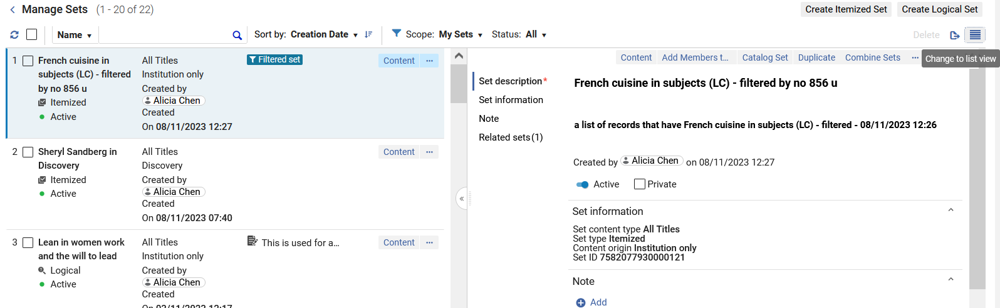 Manage Sets (1 - 20 of 22)
Create Itemized Set
Create Logical Set
Name
Sort by: Creation Date
Scope: My Sets
Status: All
Delete
Change to list view
1
French cuisine in
subjects (LC) - filtered
by no 856 u
Itemized
Active
All Titles
Institution only
Created by
Alicia Chen
Created
On 08/11/2023 12:27
Filtered set
Content
2
Sheryl Sandberg in
Discovery
Itemized
Active
All Titles
Discovery
Created by
Alicia Chen
Created
On 08/11/2023 07:40
Content
3
Lean in women work
and the will to lead
Logical
Active
All Titles
Institution only
Created by
Alicia Chen
Created
This is used for a...
Content
Content
Add Members t...
Catalog Set
Duplicate
Combine Sets
Set description*
Set information
Note
Related sets (1)
French cuisine in subjects (LC) - filtered by no 856 u
a list of records that have French cuisine in subjects (LC) - filtered - 08/11/2023 12:26
Created by Alicia Chen on 08/11/2023 12:27
Active
Private
Set information
Set content type All Titles
Set type Itemized
Content origin Institution only
Set ID 7582077930000121
Note
Add